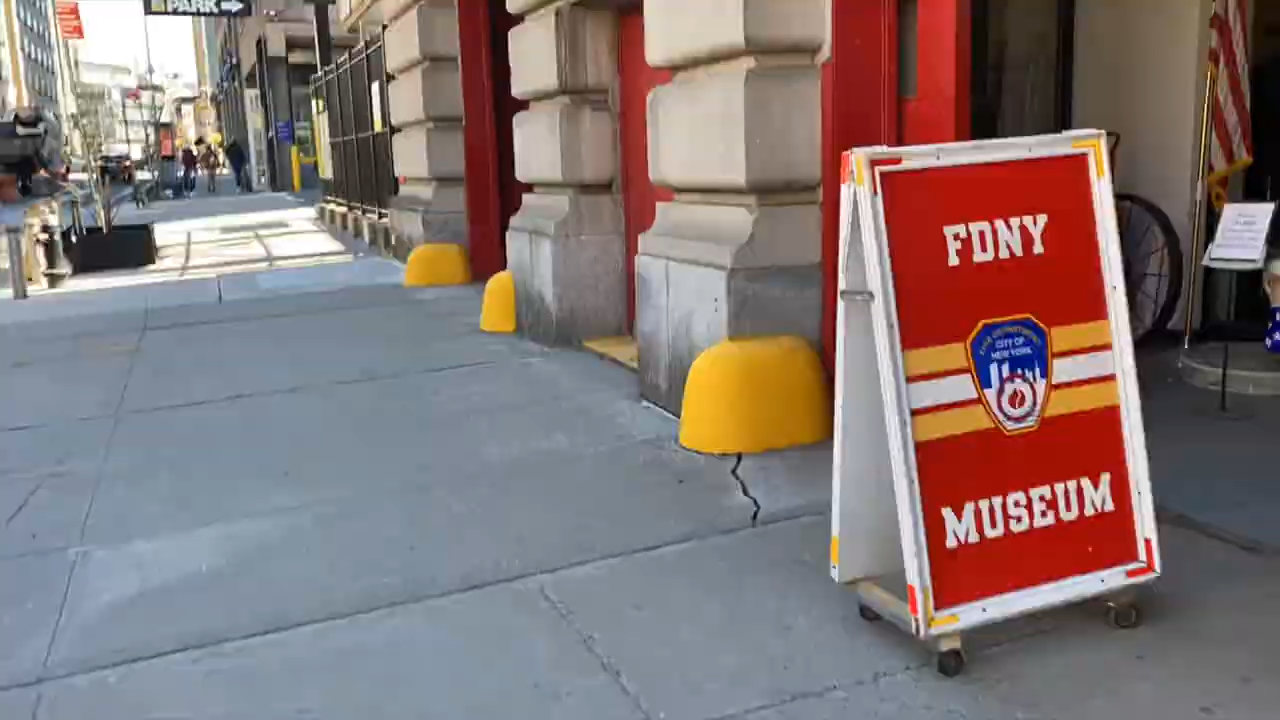 PARK
FDNY
FIRE DEPARTMENT
CITY OF
NEW YORK
MUSEUM